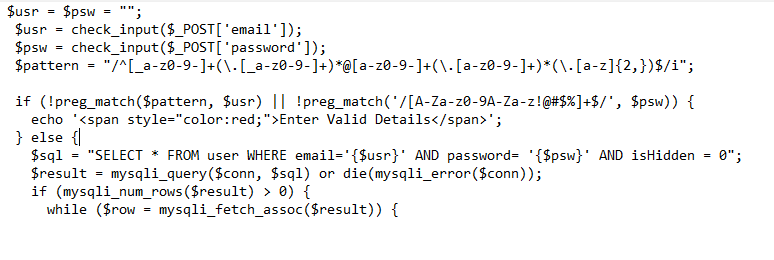 $usr = $psw = "";
$usr = check_input($_POST['email']);
$psw = check_input($_POST['password']);
$pattern = "/^[_a-z0-9-]+(\.[_a-z0-9-]+)*@[a-z0-9-]+(\.[a-z0-9-]+)*(\.[a-z]{2,})$/i";
if (!preg_match($pattern, $usr) || !preg_match('/[A-Za-z0-9A-Za-z!@#$%]+$/', $psw)) {
echo '<span style="color:red;">Enter Valid Details</span>';
} else {
$sql = "SELECT * FROM user WHERE email='{$usr}' AND password= '{$psw}' AND isHidden = 0";
$result = mysqli_query($conn, $sql) or die(mysqli_error($conn));
if (mysqli_num_rows($result) > 0) {
while ($row = mysqli_fetch_assoc($result)) {